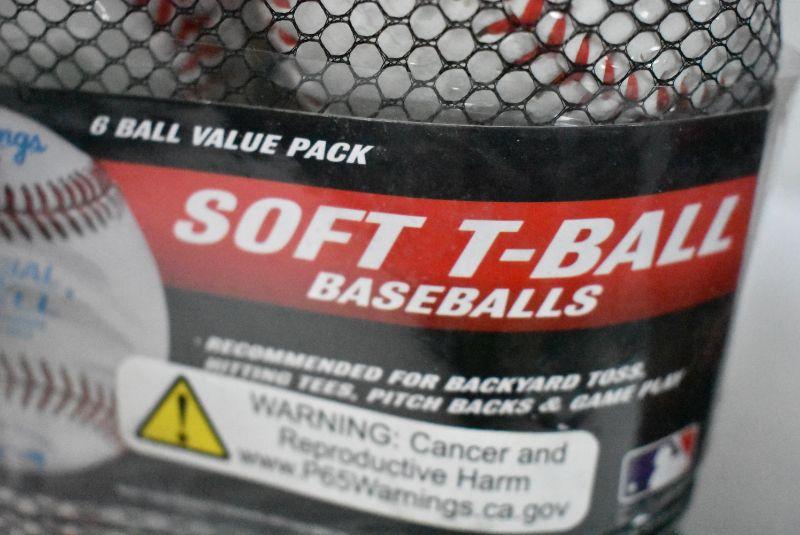 6 BALL VALUE PACK
SOFT T-BALL
BASEBALLS
RECOMMENDED FOR BACKYARD TOSS,
HITTING TEES, PITCH BACKS & GAME PLAY
WARNING: Cancer and
Reproductive Harm
www.P65Warnings.ca.gov
ngs